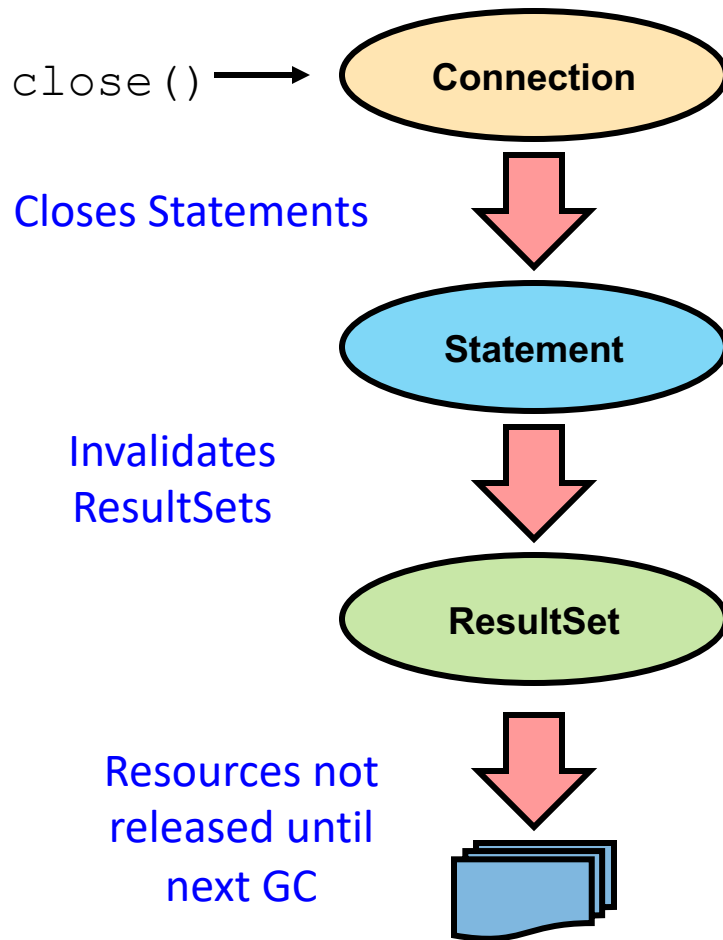 close()
Connection
Closes Statements
Statement
Invalidates
ResultSets
ResultSet
Resources not
released until
next GC